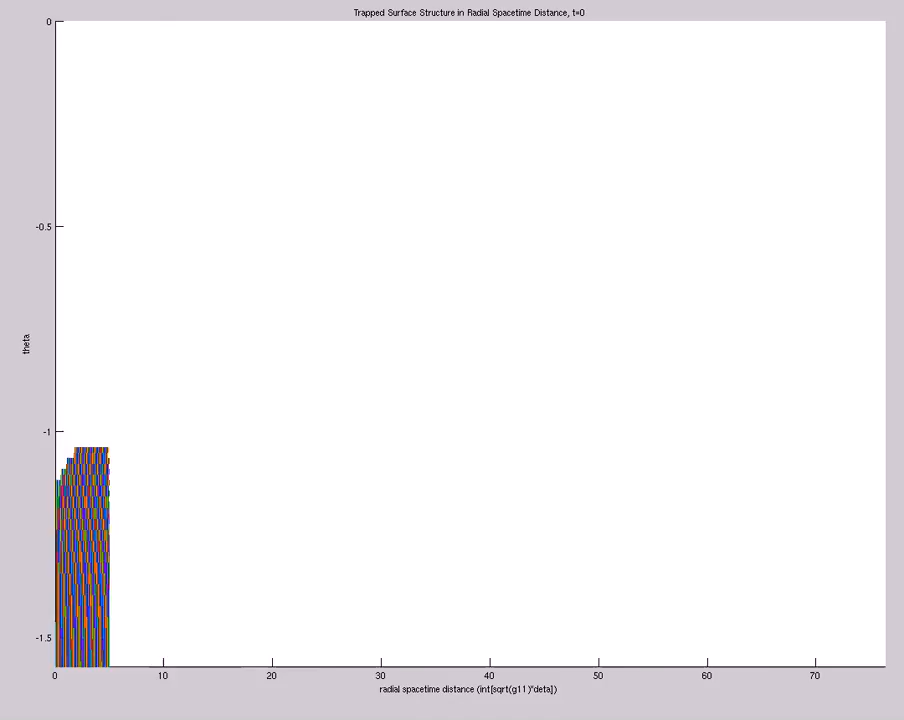 Trapped Surface Structure in Radial Spacetime Distance, t=0
0
-0.5
theta
-1
-1.5
0 10 20 30 40 50 60 70
radial spacetime distance (int[sqrt(g11)*deta])